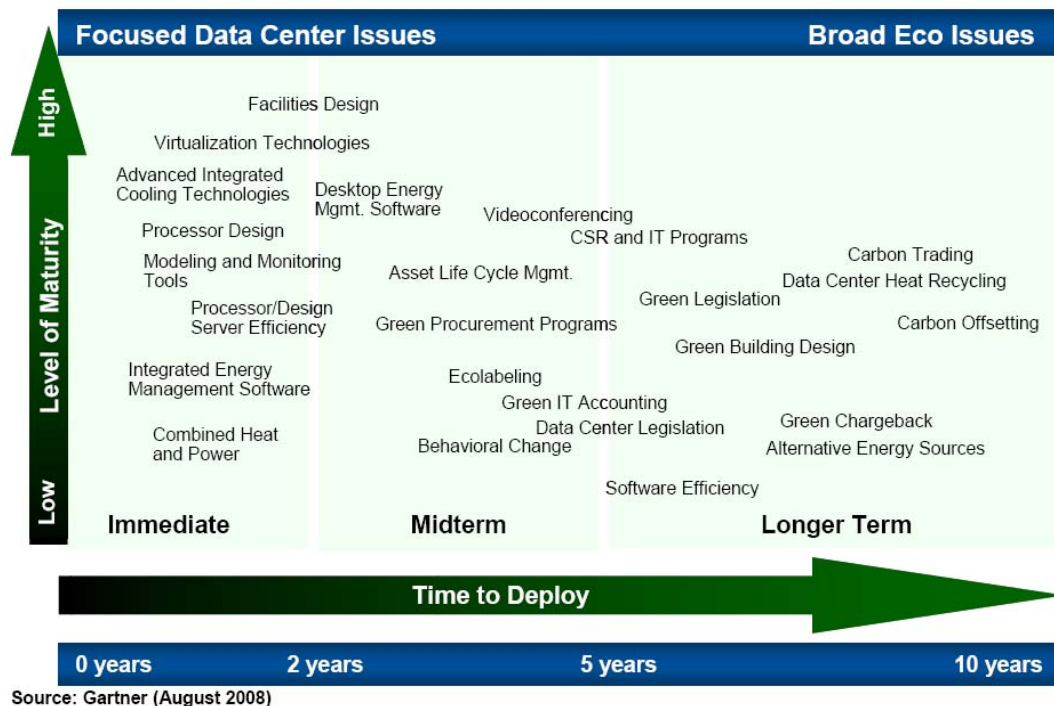 Focused Data Center Issues
Broad Eco Issues
High
Level of Maturity
Low
Facilities Design
Virtualization Technologies
Advanced Integrated
Cooling Technologies
Desktop Energy
Mgmt. Software
Videoconferencing
Processor Design
CSR and IT Programs
Modeling and Monitoring
Tools
Asset Life Cycle Mgmt.
Carbon Trading
Data Center Heat Recycling
Green Legislation
Processor/Design
Server Efficiency
Green Procurement Programs
Carbon Offsetting
Green Building Design
Integrated Energy
Management Software
Ecolabeling
Green IT Accounting
Data Center Legislation
Green Chargeback
Combined Heat
and Power
Behavioral Change
Alternative Energy Sources
Software Efficiency
Immediate
Midterm
Longer Term
Time to Deploy
0 years
2 years
5 years
10 years
Source: Gartner (August 2008)